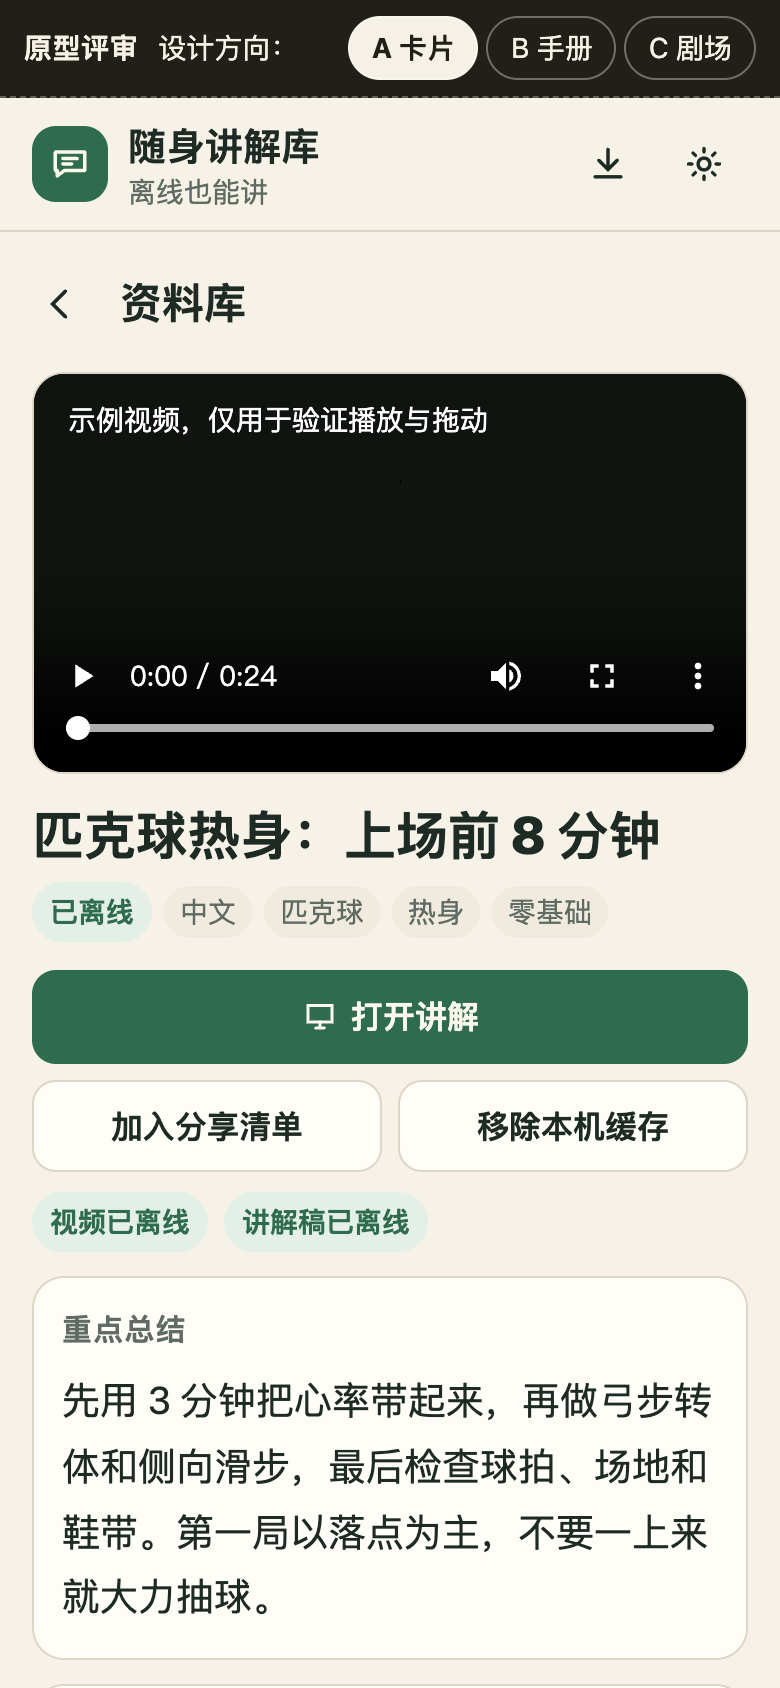 原型评审 设计方向： A 卡片 B 手册 C 剧场
随身讲解库
离线也能讲
资料库
示例视频，仅用于验证播放与拖动
0:00 / 0:24
匹克球热身：上场前 8 分钟
已离线 中文 匹克球 热身 零基础
打开讲解
加入分享清单 移除本机缓存
视频已离线 讲解稿已离线
重点总结
先用 3 分钟把心率带起来，再做弓步转
体和侧向滑步，最后检查球拍、场地和
鞋带。第一局以落点为主，不要一上来
就大力抽球。